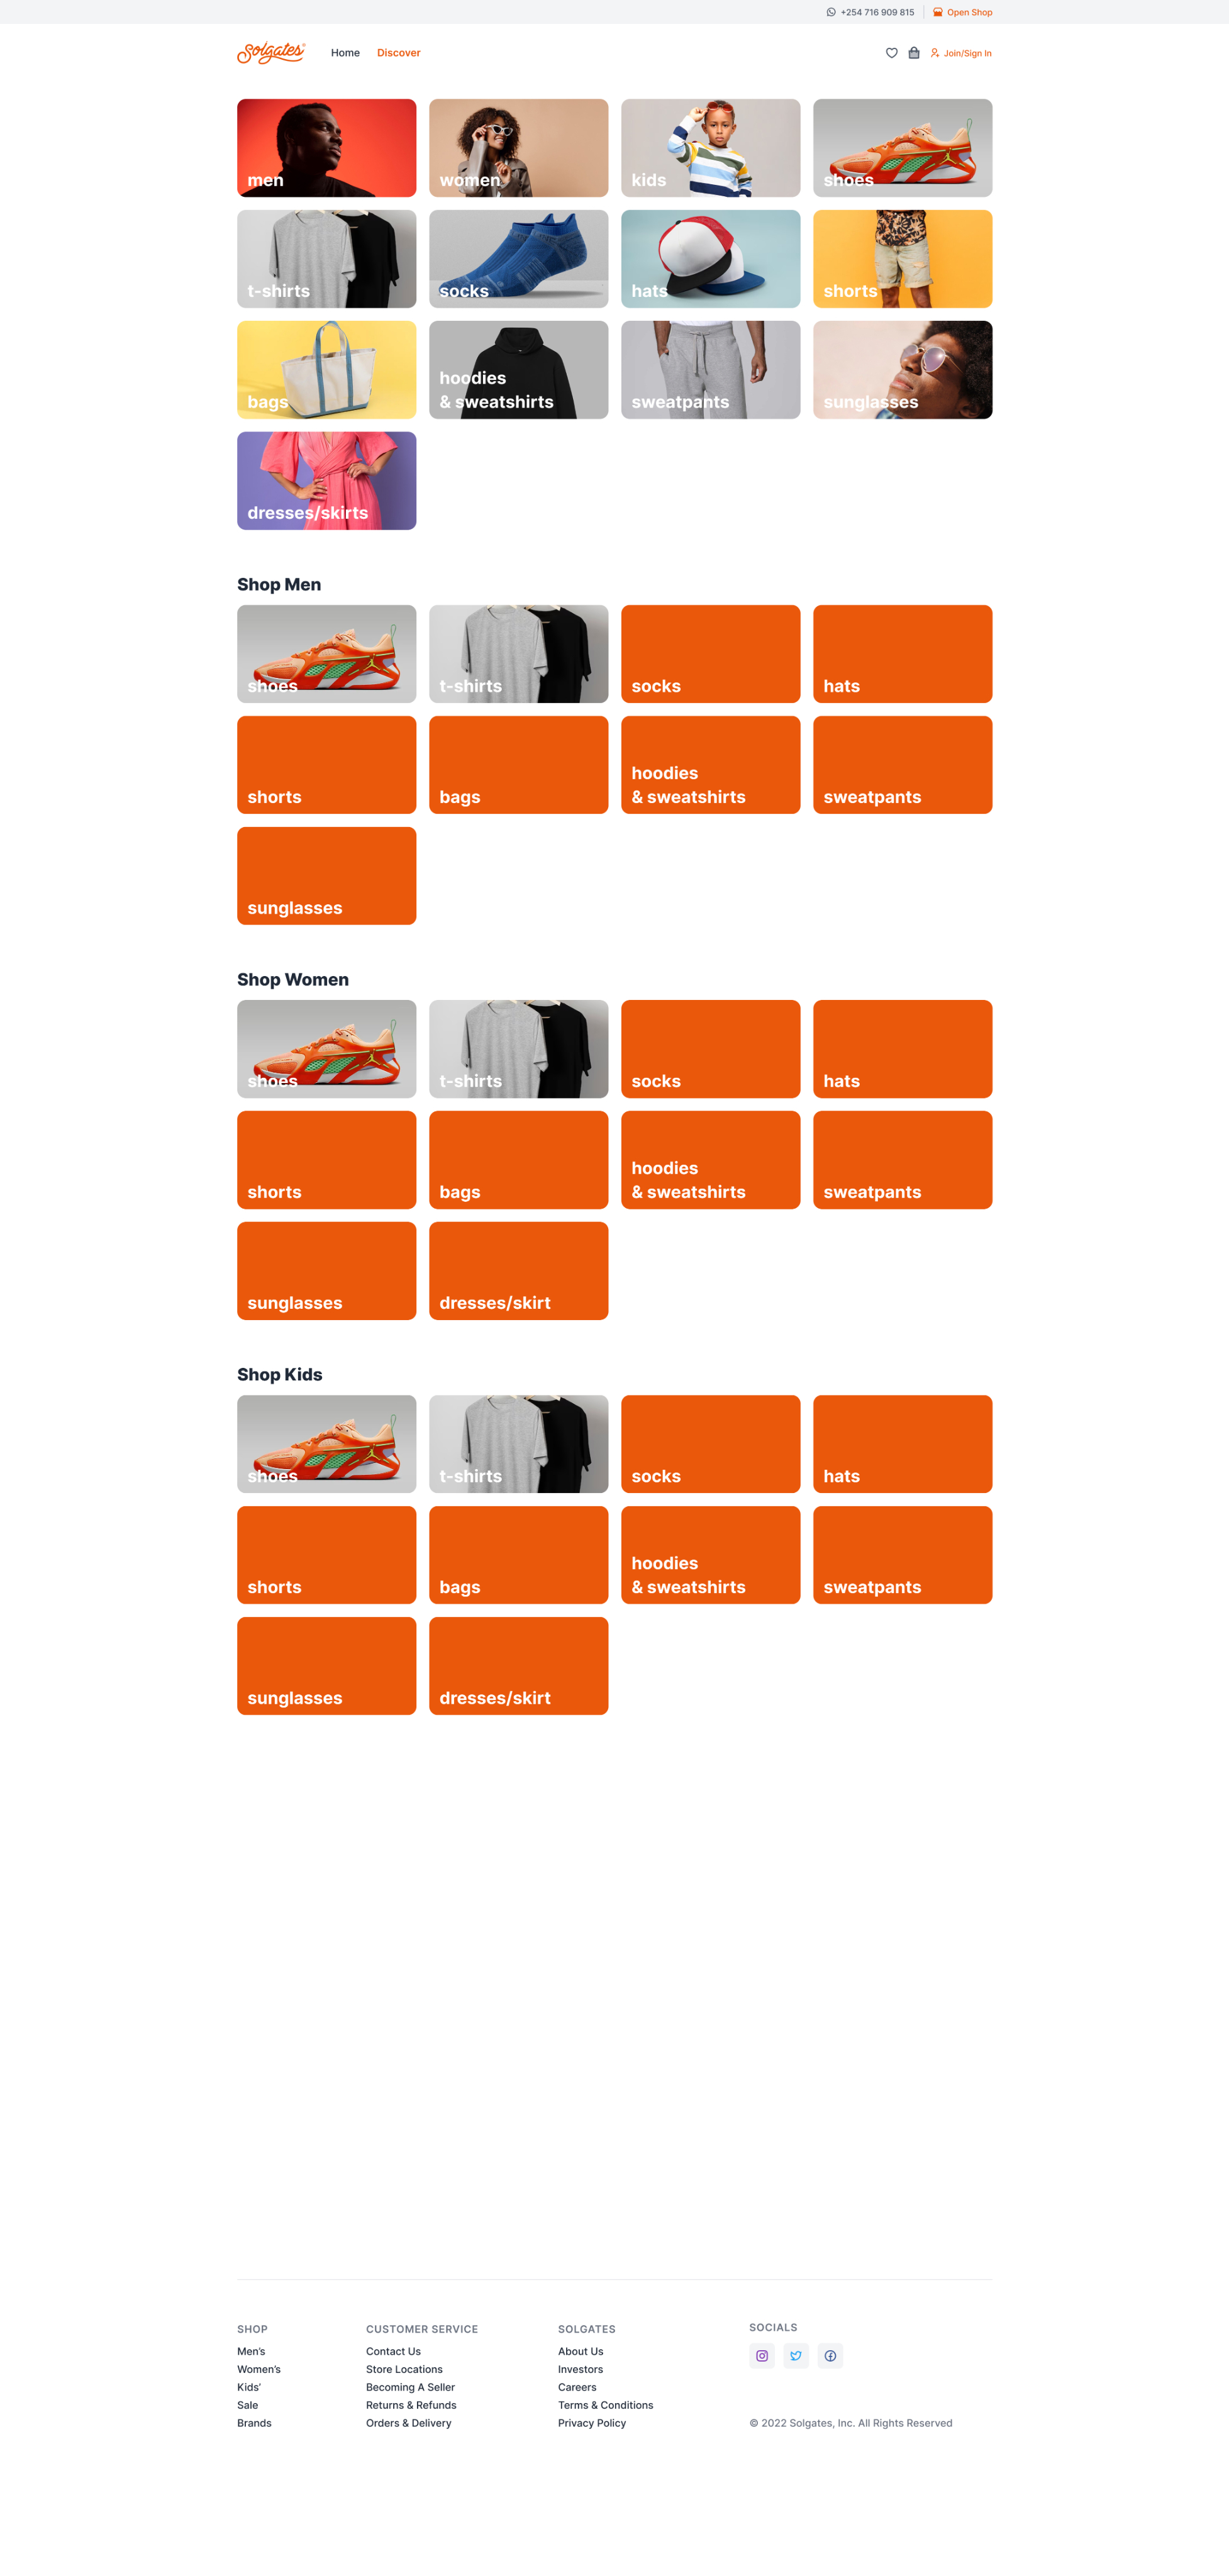 +254 716 909 815
Open Shop
Solgates
Home
Discover
Join/Sign In
men
women
kids
shoes
t-shirts
socks
hats
shorts
bags
hoodies
& sweatshirts
sweatpants
sunglasses
dresses/skirts
Shop Men
shoes
t-shirts
socks
hats
shorts
bags
hoodies
& sweatshirts
sweatpants
sunglasses
Shop Women
shoes
t-shirts
socks
hats
shorts
bags
hoodies
& sweatshirts
sweatpants
sunglasses
dresses/skirt
Shop Kids
shoes
t-shirts
socks
hats
shorts
bags
hoodies
& sweatshirts
sweatpants
sunglasses
dresses/skirt
SHOP
Men’s
Women’s
Kids’
Sale
Brands
CUSTOMER SERVICE
Contact Us
Store Locations
Becoming A Seller
Returns & Refunds
Orders & Delivery
SOLGATES
About Us
Investors
Careers
Terms & Conditions
Privacy Policy
SOCIALS
© 2022 Solgates, Inc. All Rights Reserved